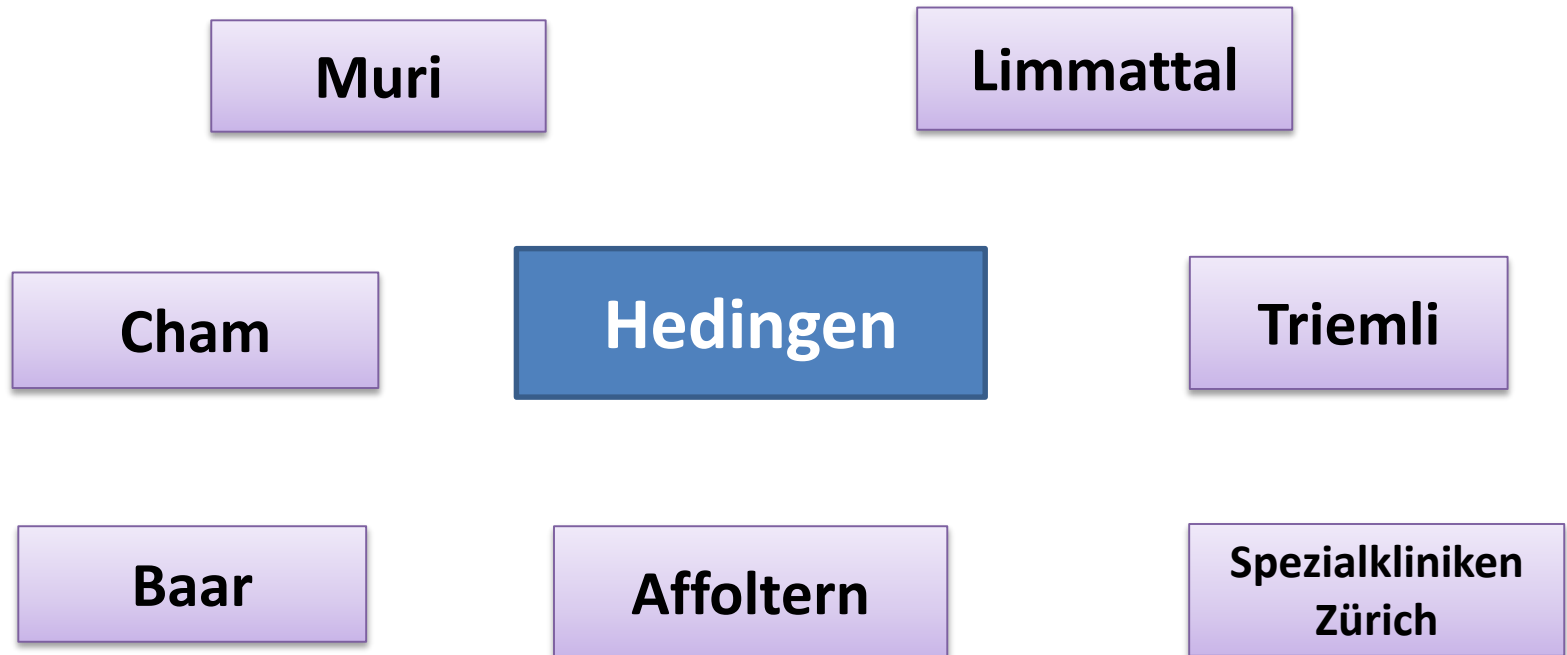 Muri
Limmattal
Cham
Hedingen
Triemli
Baar
Affoltern
Spezialkliniken
Zürich